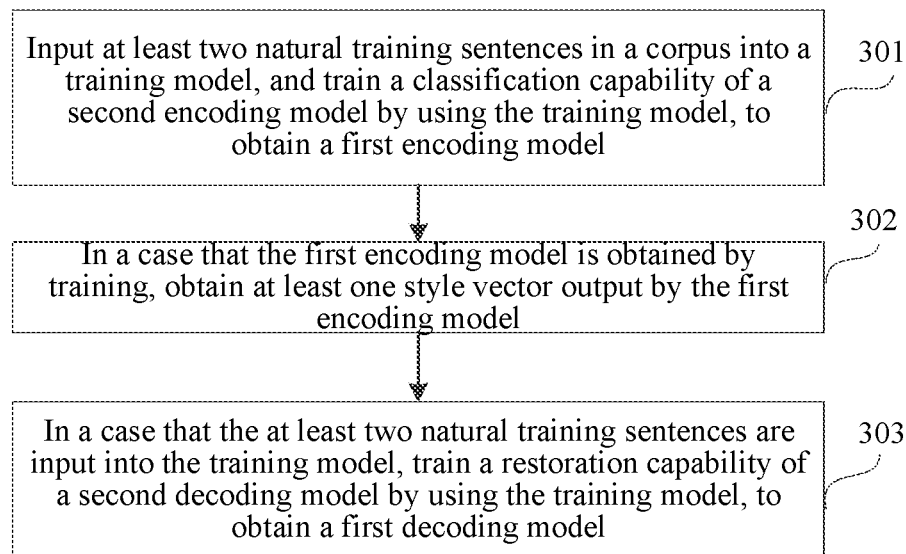 Input at least two natural training sentences in a corpus into a
training model, and train a classification capability of a
second encoding model by using the training model, to
obtain a first encoding model
301
In a case that the first encoding model is obtained by
training, obtain at least one style vector output by the first
encoding model
302
In a case that the at least two natural training sentences are
input into the training model, train a restoration capability of
a second decoding model by using the training model, to
obtain a first decoding model
303